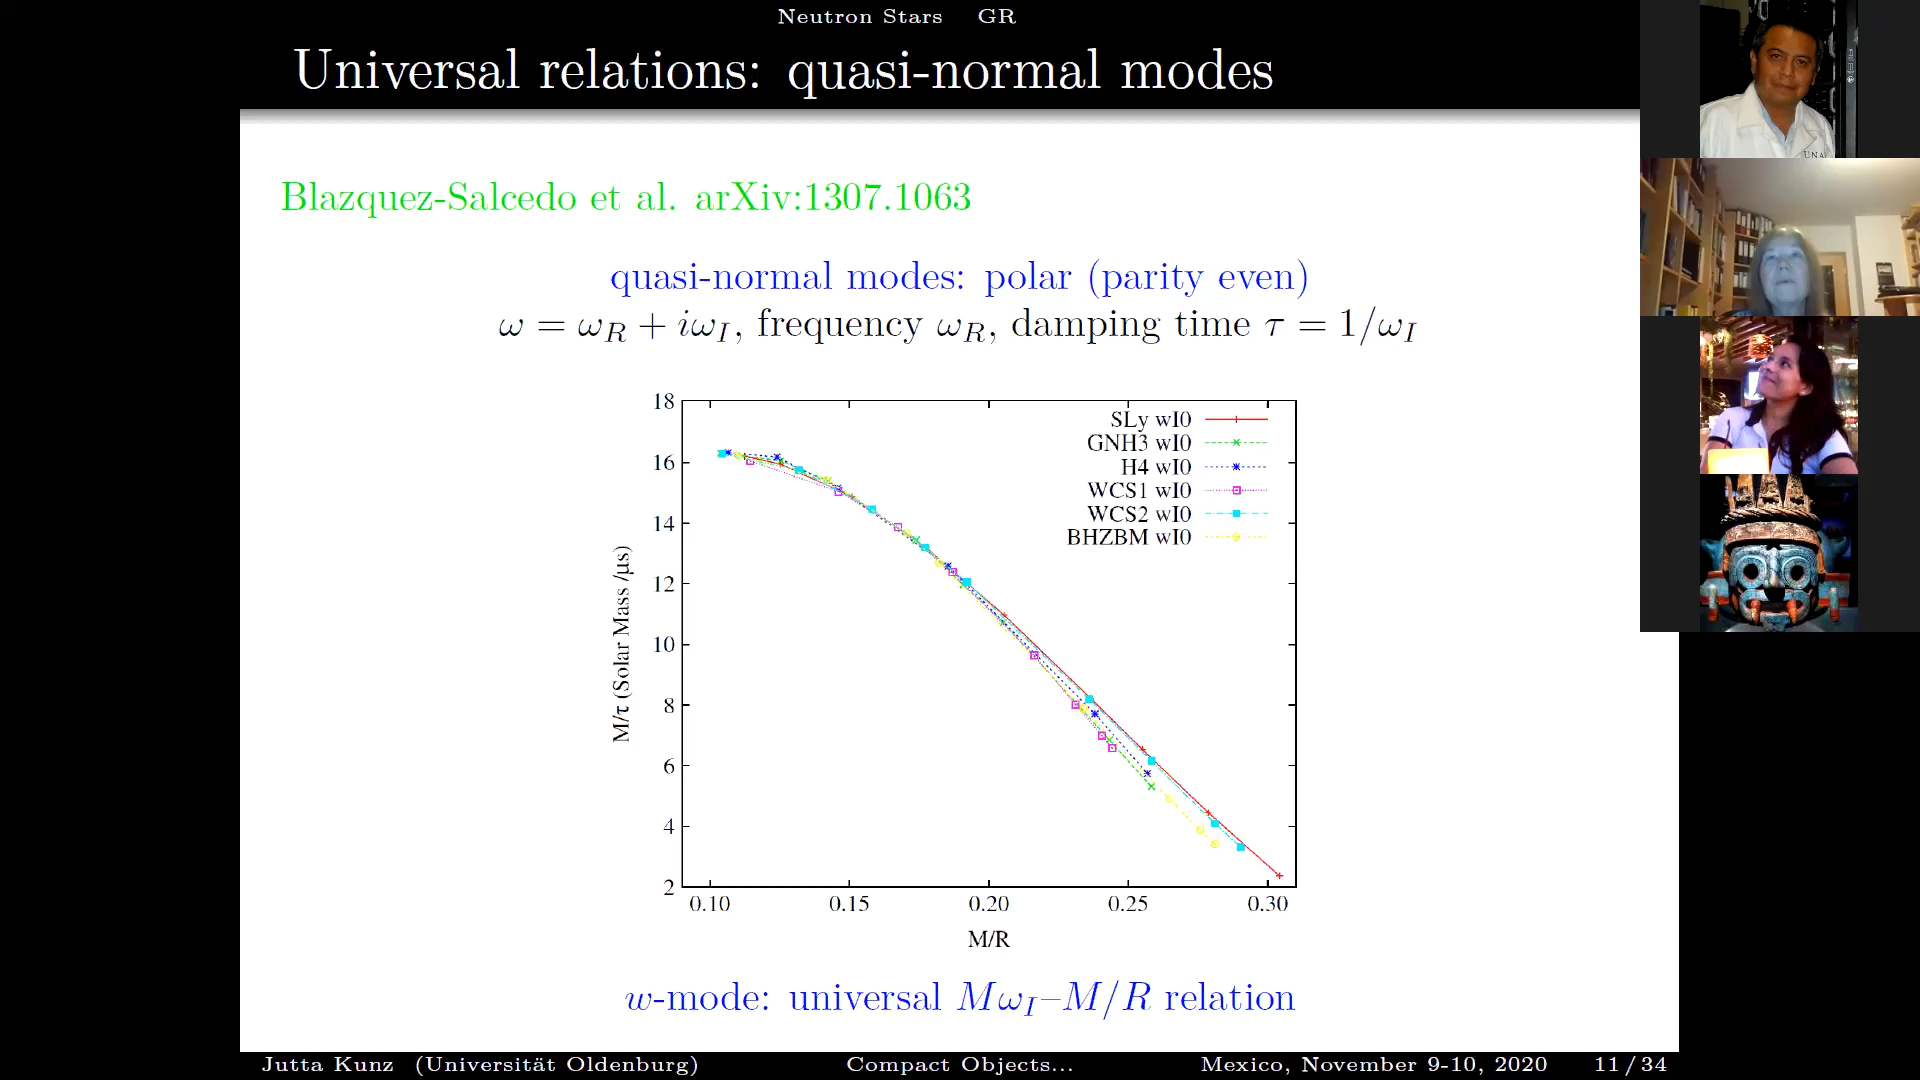 Neutron Stars GR
Universal relations: quasi-normal modes
Blazquez-Salcedo et al. arXiv:1307.1063
quasi-normal modes: polar (parity even)
ω = ω_R + iω_I, frequency ω_R, damping time τ = 1/ω_I
18
16
14
12
10
8
6
4
2
M/τ (Solar Mass /μs)
SLy wI0
GNH3 wI0
H4 wI0
WCS1 wI0
WCS2 wI0
BHZBM wI0
0.10 0.15 0.20 0.25 0.30
M/R
w-mode: universal Mω_I–M/R relation
Jutta Kunz (Universität Oldenburg) Compact Objects... Mexico, November 9-10, 2020 11 / 34
UNA